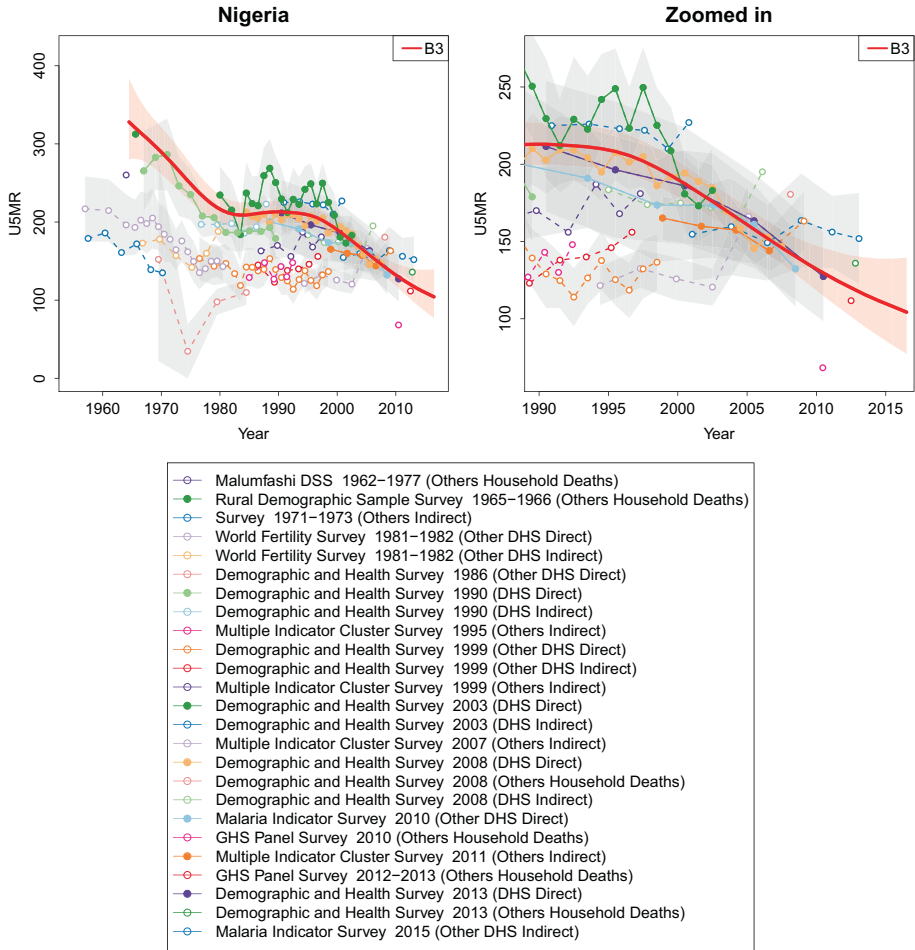 Nigeria
Zoomed in
B3
B3
400
300
200
100
0
U5MR
250
200
150
100
U5MR
1960 1970 1980 1990 2000 2010
1990 1995 2000 2005 2010 2015
Year
Year
Malumfashi DSS 1962−1977 (Others Household Deaths)
Rural Demographic Sample Survey 1965−1966 (Others Household Deaths)
Survey 1971−1973 (Others Indirect)
World Fertility Survey 1981−1982 (Other DHS Direct)
World Fertility Survey 1981−1982 (Other DHS Indirect)
Demographic and Health Survey 1986 (Other DHS Direct)
Demographic and Health Survey 1990 (DHS Direct)
Demographic and Health Survey 1990 (DHS Indirect)
Multiple Indicator Cluster Survey 1995 (Others Indirect)
Demographic and Health Survey 1999 (Other DHS Direct)
Demographic and Health Survey 1999 (Other DHS Indirect)
Multiple Indicator Cluster Survey 1999 (Others Indirect)
Demographic and Health Survey 2003 (DHS Direct)
Demographic and Health Survey 2003 (DHS Indirect)
Multiple Indicator Cluster Survey 2007 (Others Indirect)
Demographic and Health Survey 2008 (DHS Direct)
Demographic and Health Survey 2008 (Others Household Deaths)
Demographic and Health Survey 2008 (DHS Indirect)
Malaria Indicator Survey 2010 (Other DHS Direct)
GHS Panel Survey 2010 (Others Household Deaths)
Multiple Indicator Cluster Survey 2011 (Others Indirect)
GHS Panel Survey 2012−2013 (Others Household Deaths)
Demographic and Health Survey 2013 (DHS Direct)
Demographic and Health Survey 2013 (Others Household Deaths)
Malaria Indicator Survey 2015 (Other DHS Indirect)